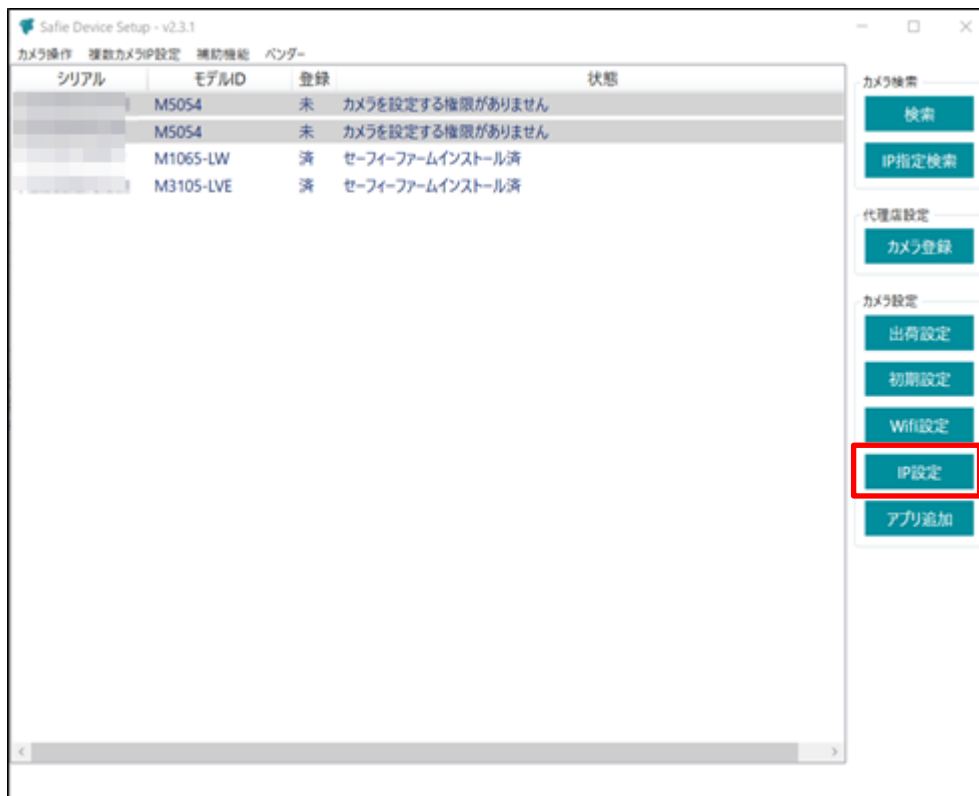 Safie Device Setup - v2.3.1
カメラ操作 複数カメラIP設定 補助機能 ベンダー
シリアル モデルID 登録 状態
M5054 未 カメラを設定する権限がありません
M5054 未 カメラを設定する権限がありません
M1065-LW 済 セーフィーファームインストール済
M3105-LVE 済 セーフィーファームインストール済
カメラ検索
検索
IP指定検索
代理店設定
カメラ登録
カメラ設定
出荷設定
初期設定
Wifi設定
IP設定
アプリ追加